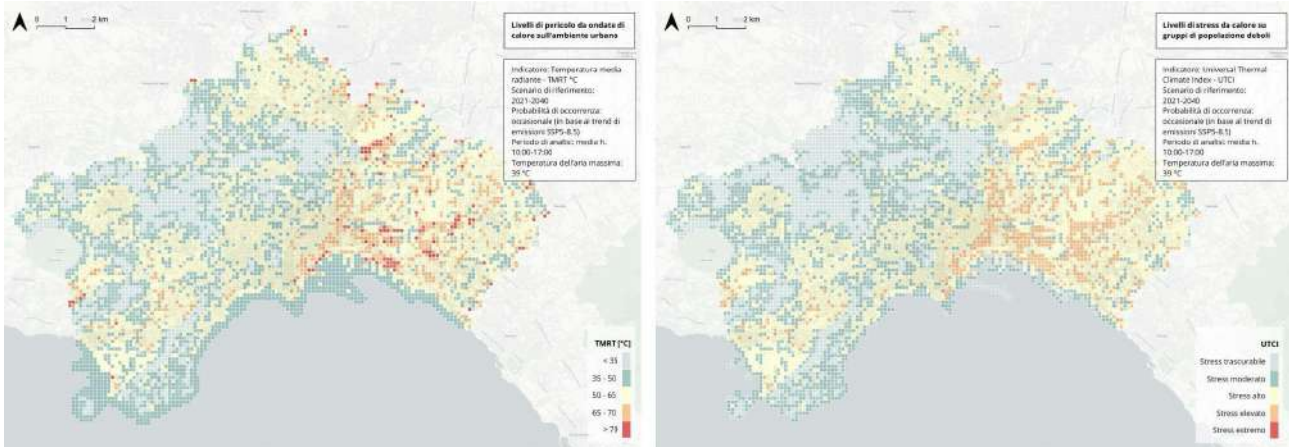 0 1 2 km
Livelli di pericolo da ondate di
calore sull'ambiente urbano
Indicatore: Temperatura media
radiante - TMRT °C
Scenario di riferimento:
2021-2040
Probabilità di occorrenza:
occasionale (in base al trend di
emissioni SSP5-8.5)
Periodo di analisi: media h.
10:00-17:00
Temperatura dell'aria massima:
39 °C
TMRT [°C]
35 - 50
50 - 65
65 - 70
0 1 2 km
Livelli di stress da calore su
gruppi di popolazione deboli
Indicatore: Universal Thermal
Climate Index - UTCI
Scenario di riferimento:
2021-2040
Probabilità di occorrenza:
occasionale (in base al trend di
emissioni SSP5-8.5)
Periodo di analisi: media h.
10:00-17:00
Temperatura dell'aria massima:
39 °C
UTCI
Stress trascurabile
Stress moderato
Stress alto
Stress elevato
Stress estremo